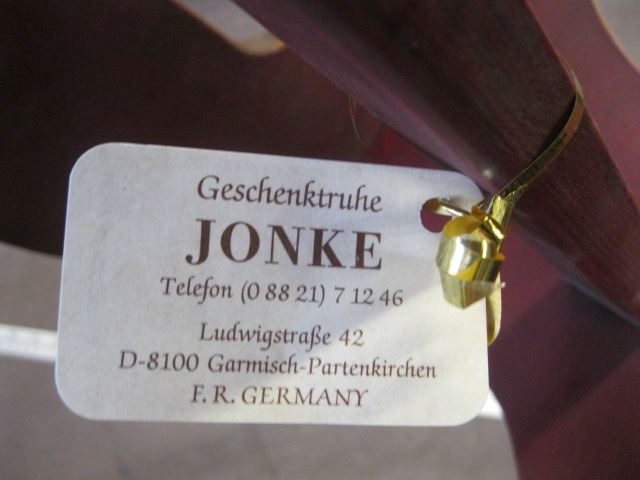 Geschenktruhe
JONKE
Telefon (0 88 21) 7 12 46
Ludwigstraße 42
D-8100 Garmisch-Partenkirchen
F. R. GERMANY